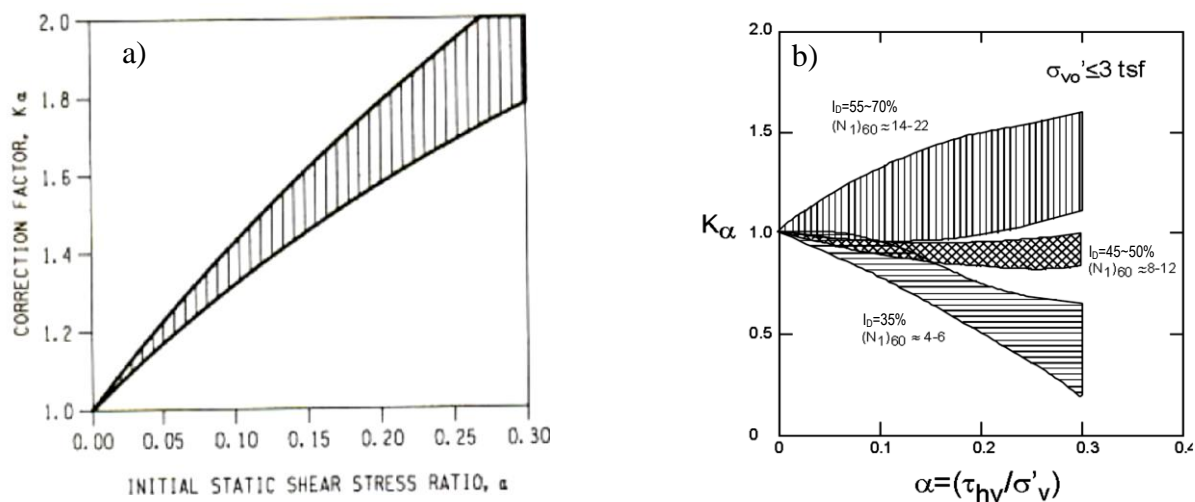 a)
CORRECTION FACTOR, Kα
2.0
1.8
1.6
1.4
1.2
1.0
0.00 0.05 0.10 0.15 0.20 0.25 0.30
INITIAL STATIC SHEAR STRESS RATIO, α
b)
σvo'≤3 tsf
ID=55~70%
(N1)60 ≈14-22
ID=45~50%
(N1)60 ≈8-12
ID=35%
(N1)60 ≈ 4-6
Kα
2.0
1.5
1.0
0.5
0
0 0.1 0.2 0.3 0.4
α=(τhv/σ'v)